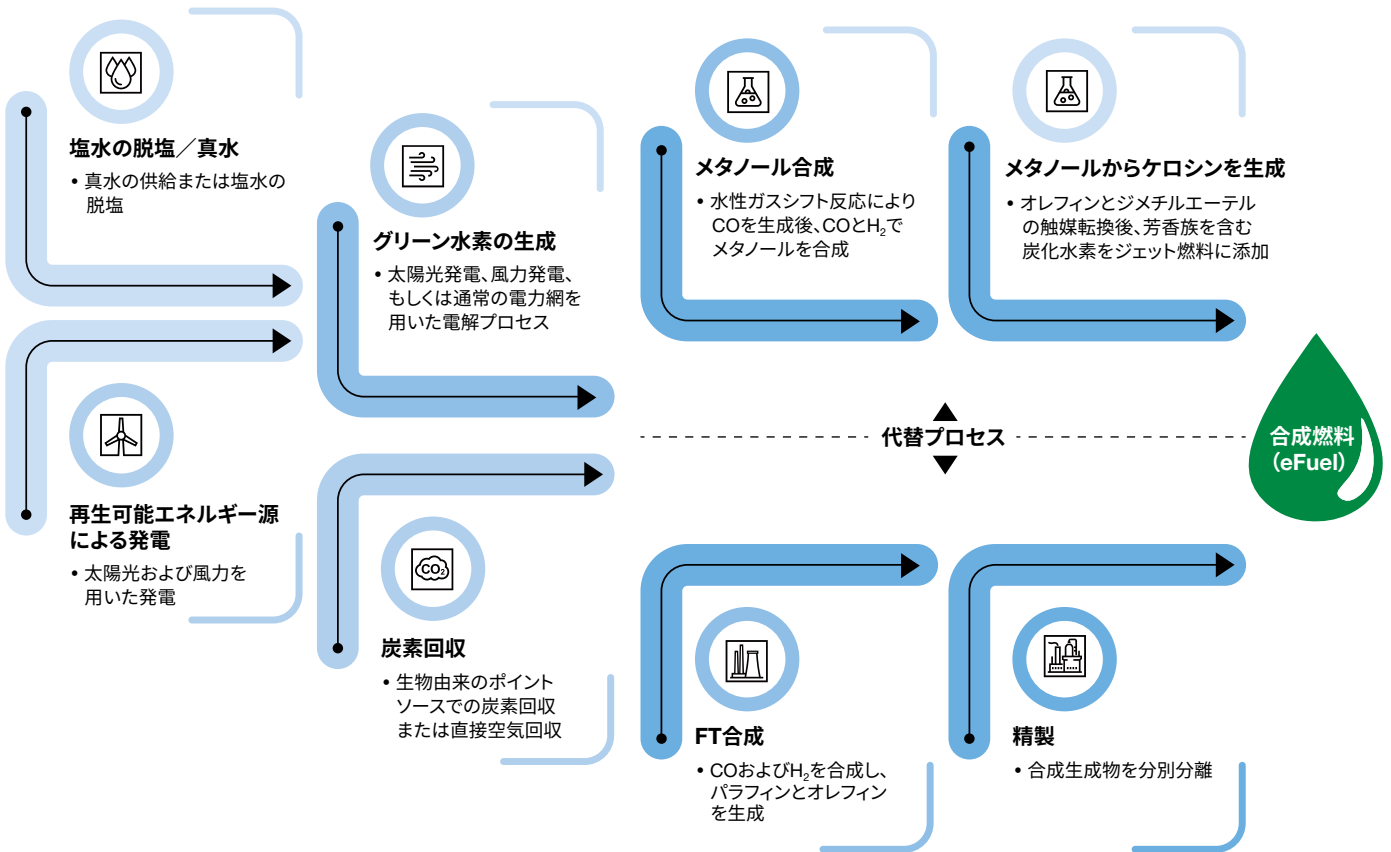 塩水の脱塩／真水
• 真水の供給または塩水の
脱塩
再生可能エネルギー源
による発電
• 太陽光および風力を
用いた発電
グリーン水素の生成
• 太陽光発電、風力発電、
もしくは通常の電力網を
用いた電解プロセス
CO₂
炭素回収
• 生物由来のポイント
ソースでの炭素回収
または直接空気回収
メタノール合成
• 水性ガスシフト反応により
COを生成後、COとH₂で
メタノールを合成
メタノールからケロシンを生成
• オレフィンとジメチルエーテル
の触媒転換後、芳香族を含む
炭化水素をジェット燃料に添加
代替プロセス
FT合成
• COおよびH₂を合成し、
パラフィンとオレフィン
を生成
精製
• 合成生成物を分別分離
合成燃料
（eFuel）